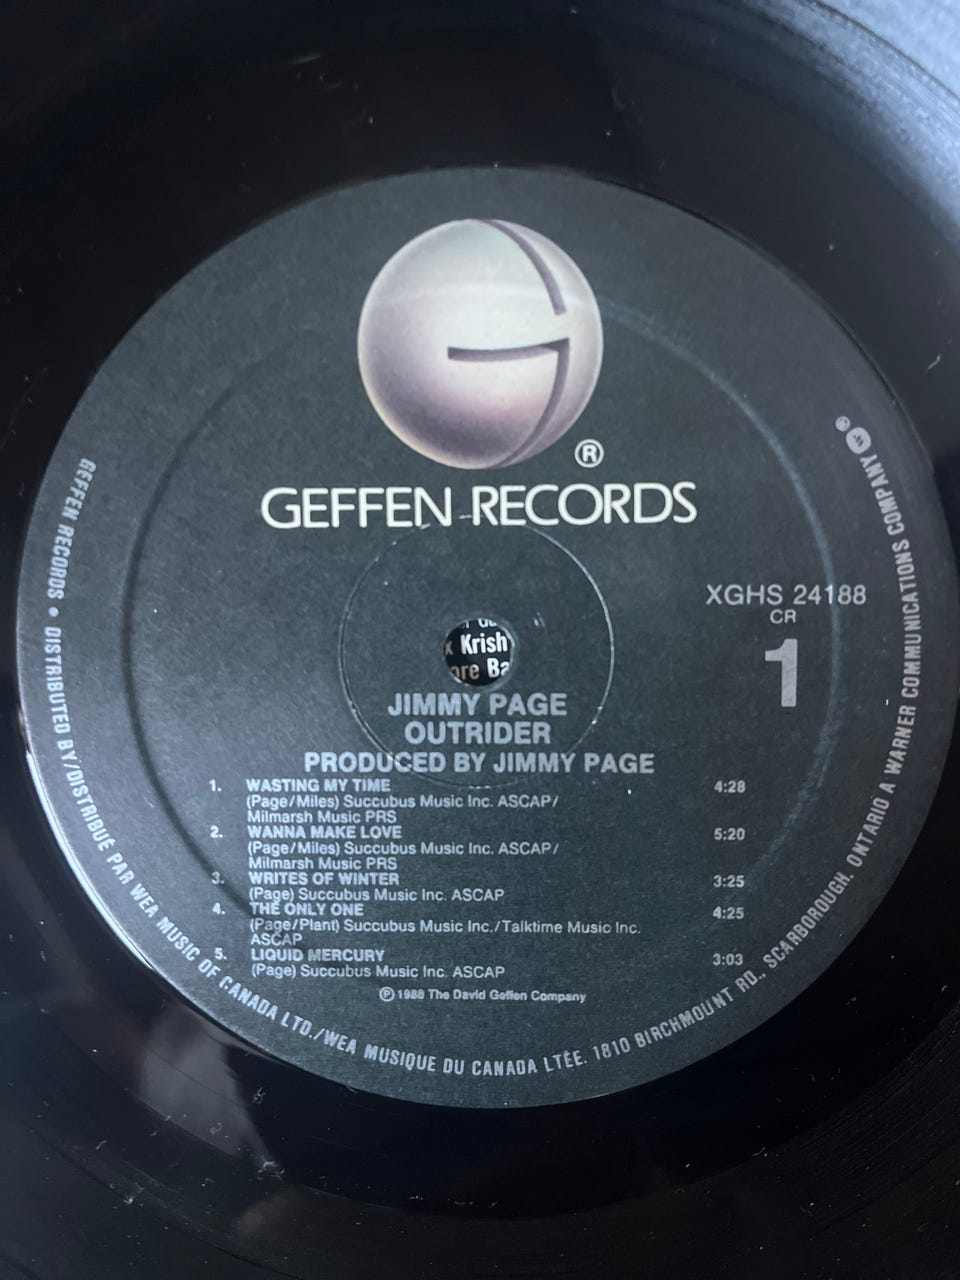 ®
GEFFEN RECORDS
XGHS 24188
CR
1
Krish
ore Ba
JIMMY PAGE
OUTRIDER
PRODUCED BY JIMMY PAGE
1. WASTING MY TIME 4:28
(Page/Miles) Succubus Music Inc. ASCAP/
Milmarsh Music PRS
2. WANNA MAKE LOVE 5:20
(Page/Miles) Succubus Music Inc. ASCAP/
Milmarsh Music PRS
3. WRITES OF WINTER 3:25
(Page) Succubus Music Inc. ASCAP
4. THE ONLY ONE 4:25
(Page/Plant) Succubus Music Inc./Talktime Music Inc.
ASCAP
5. LIQUID MERCURY 3:03
(Page) Succubus Music Inc. ASCAP
℗ 1988 The David Geffen Company
GEFFEN RECORDS • DISTRIBUTED BY/DISTRIBUÉ PAR WEA MUSIC OF CANADA LTD./WEA MUSIQUE DU CANADA LTÉE. 1810 BIRCHMOUNT RD., SCARBOROUGH, ONTARIO A WARNER COMMUNICATIONS COMPANY